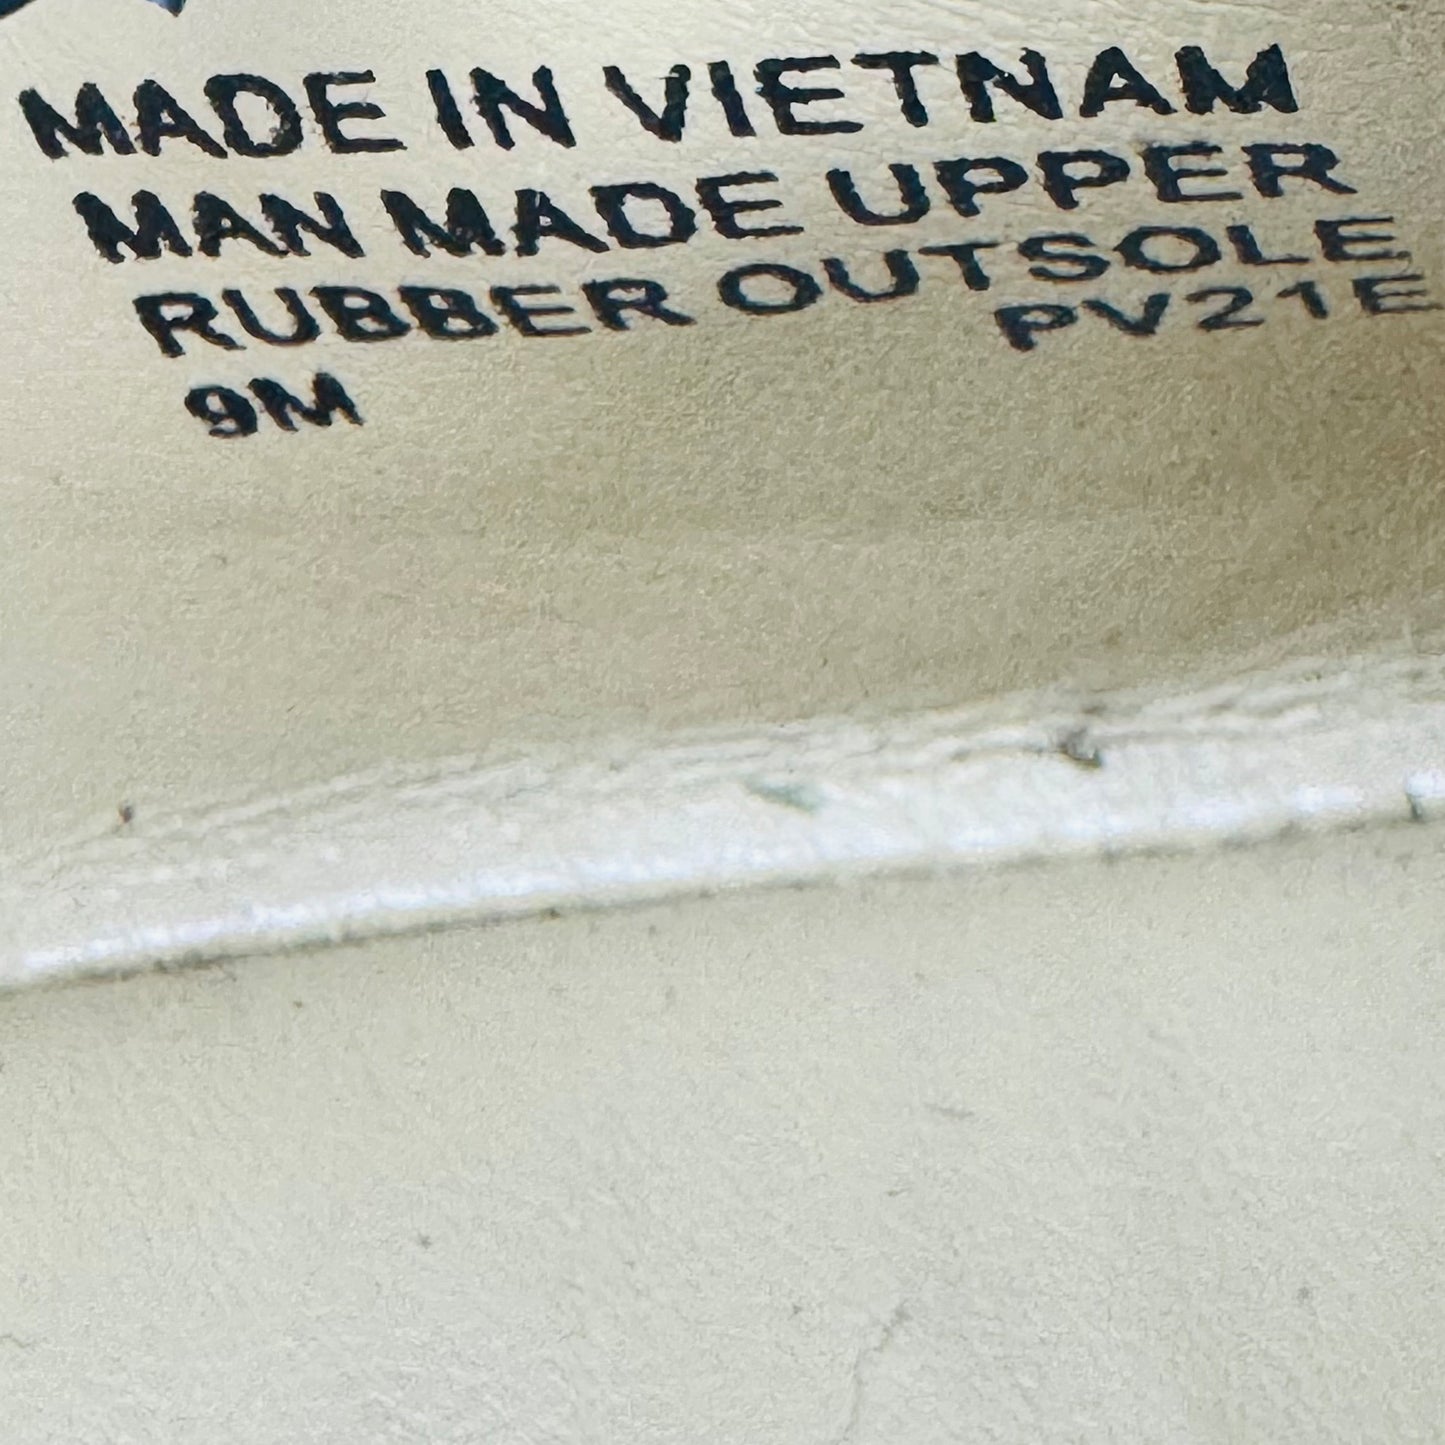 MADE IN VIETNAM
MAN MADE UPPER
RUBBER OUTSOLE
PV21E
9M